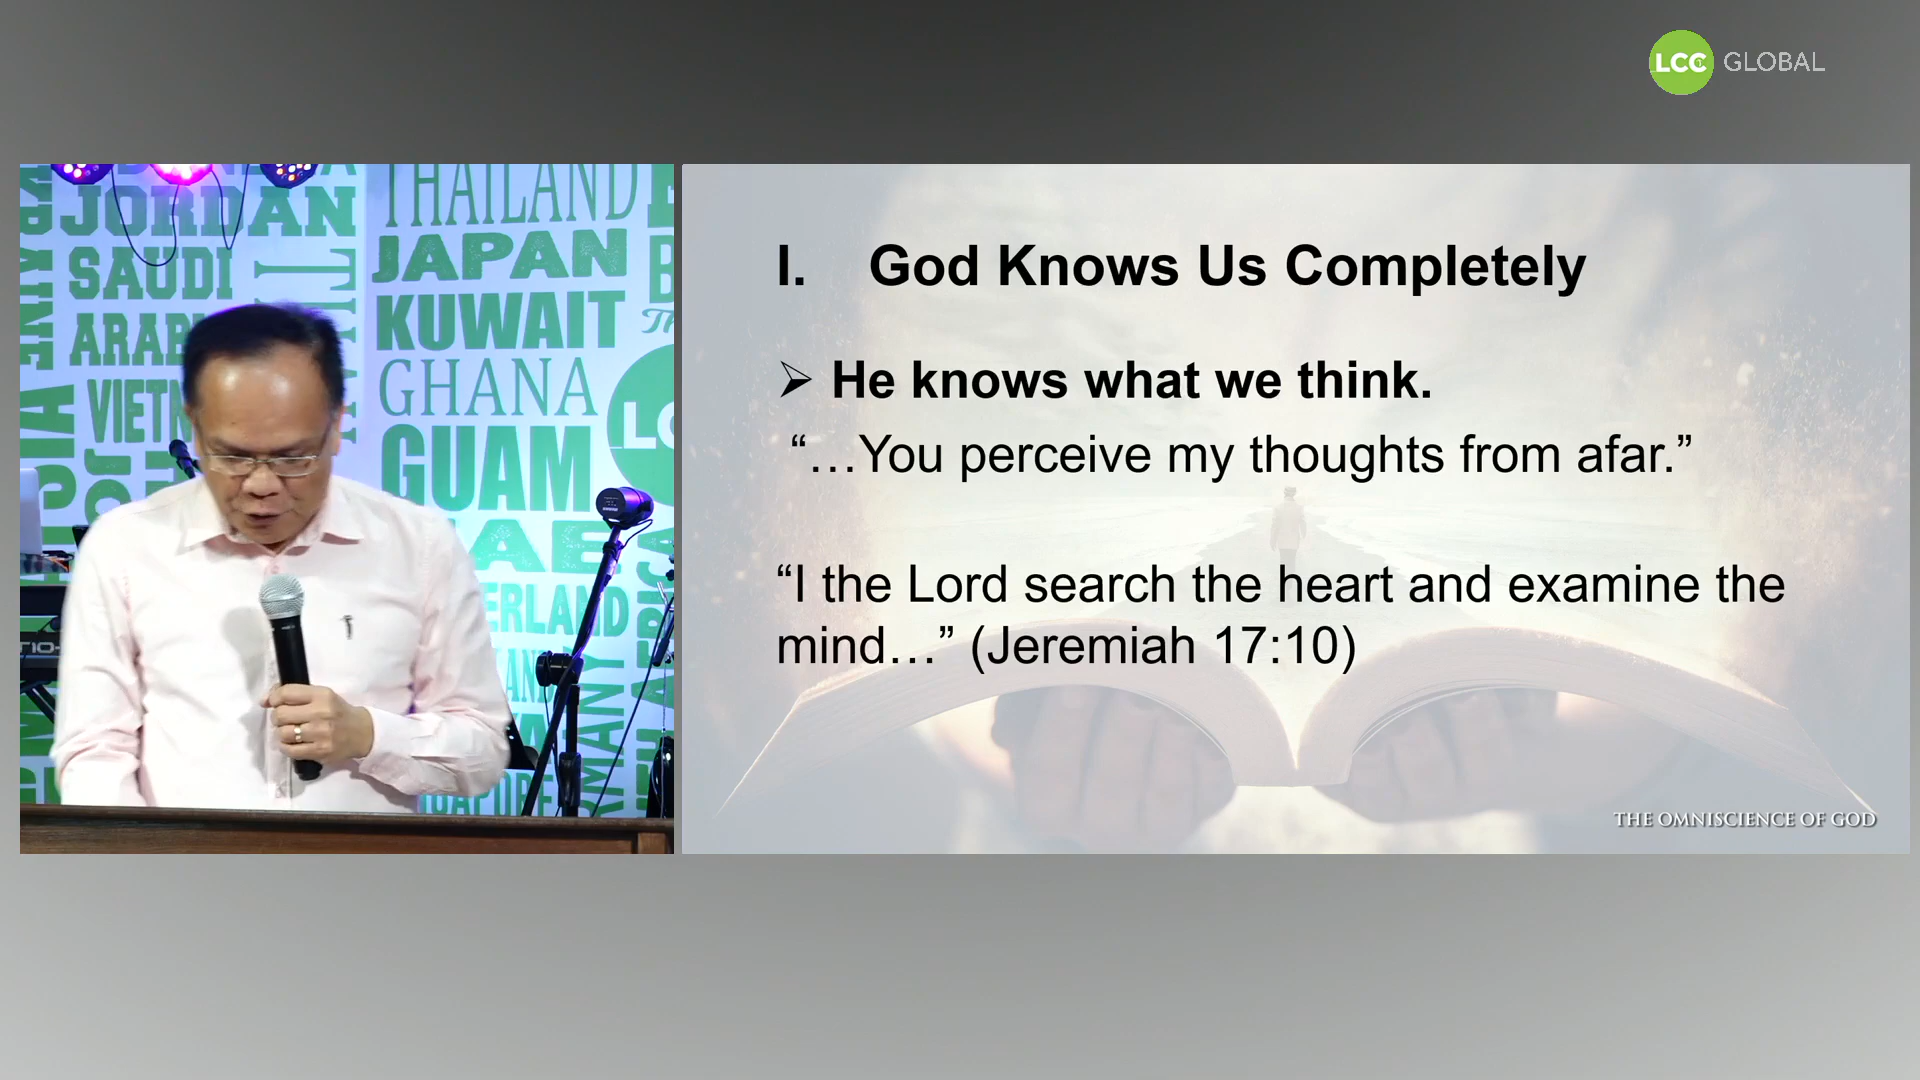 LCC GLOBAL
JORDAN
SAUDI
THAILAND
JAPAN
KUWAIT
GHANA
GUAM
I. God Knows Us Completely
➢ He knows what we think.
“…You perceive my thoughts from afar.”
“I the Lord search the heart and examine the
mind…” (Jeremiah 17:10)
THE OMNISCIENCE OF GOD